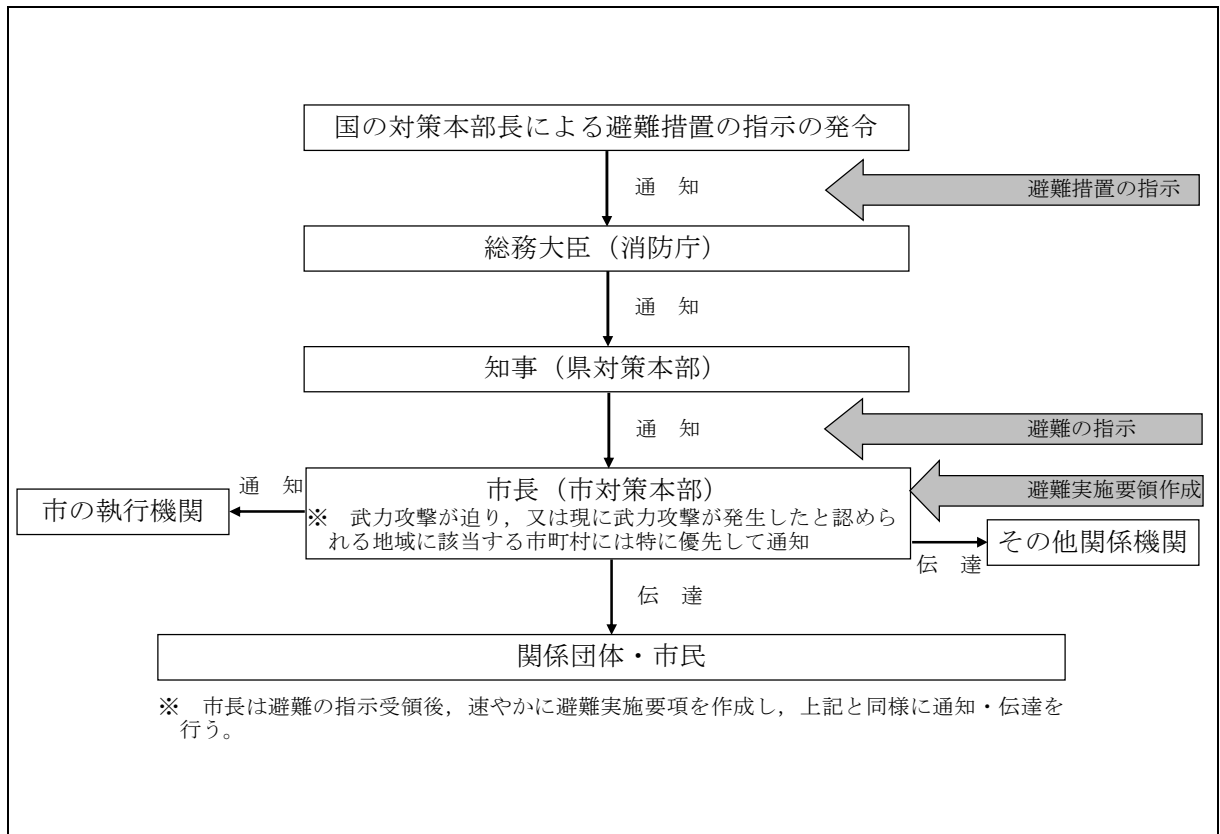 国の対策本部長による避難措置の指示の発令
通 知
避難措置の指示
総務大臣（消防庁）
通 知
知事（県対策本部）
通 知
避難の指示
市長（市対策本部）
※ 武力攻撃が迫り，又は現に武力攻撃が発生したと認めら
れる地域に該当する市町村には特に優先して通知
通 知
市の執行機関
避難実施要領作成
その他関係機関
伝 達
伝 達
関係団体・市民
※ 市長は避難の指示受領後，速やかに避難実施要項を作成し，上記と同様に通知・伝達を
行う。